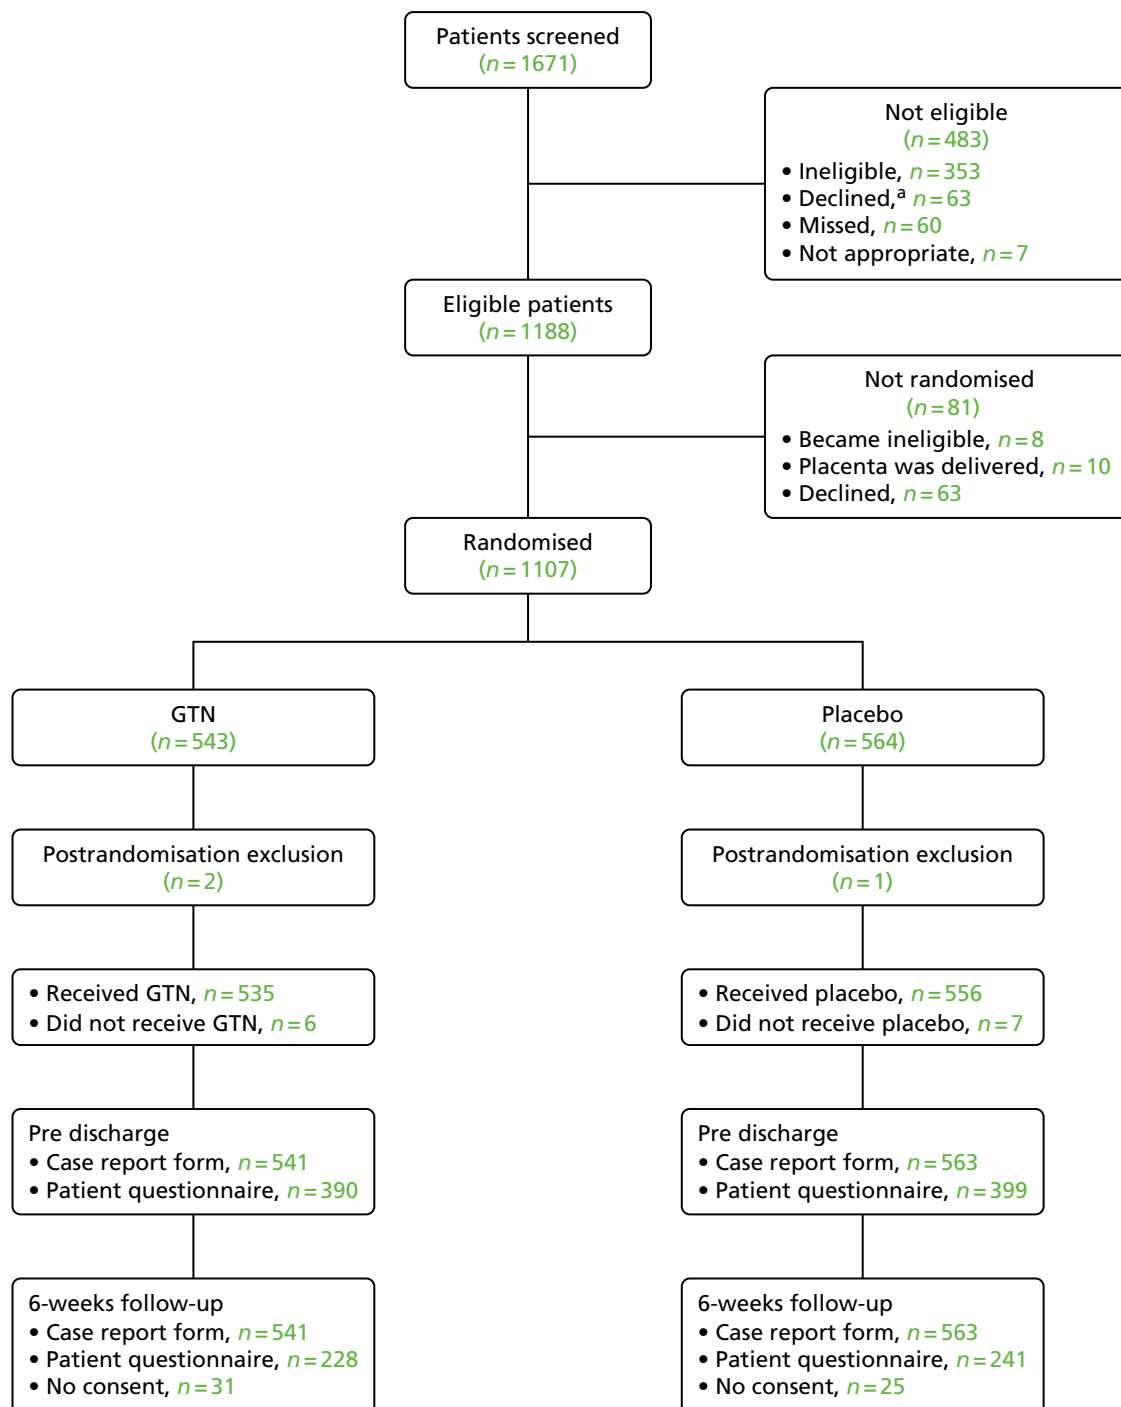 Patients screened
(n = 1671)
Not eligible
(n = 483)
• Ineligible, n = 353
• Declined,ª n = 63
• Missed, n = 60
• Not appropriate, n = 7
Eligible patients
(n = 1188)
Not randomised
(n = 81)
• Became ineligible, n = 8
• Placenta was delivered, n = 10
• Declined, n = 63
Randomised
(n = 1107)
GTN
(n = 543)
Placebo
(n = 564)
Postrandomisation exclusion
(n = 2)
Postrandomisation exclusion
(n = 1)
• Received GTN, n = 535
• Did not receive GTN, n = 6
• Received placebo, n = 556
• Did not receive placebo, n = 7
Pre discharge
• Case report form, n = 541
• Patient questionnaire, n = 390
Pre discharge
• Case report form, n = 563
• Patient questionnaire, n = 399
6-weeks follow-up
• Case report form, n = 541
• Patient questionnaire, n = 228
• No consent, n = 31
6-weeks follow-up
• Case report form, n = 563
• Patient questionnaire, n = 241
• No consent, n = 25